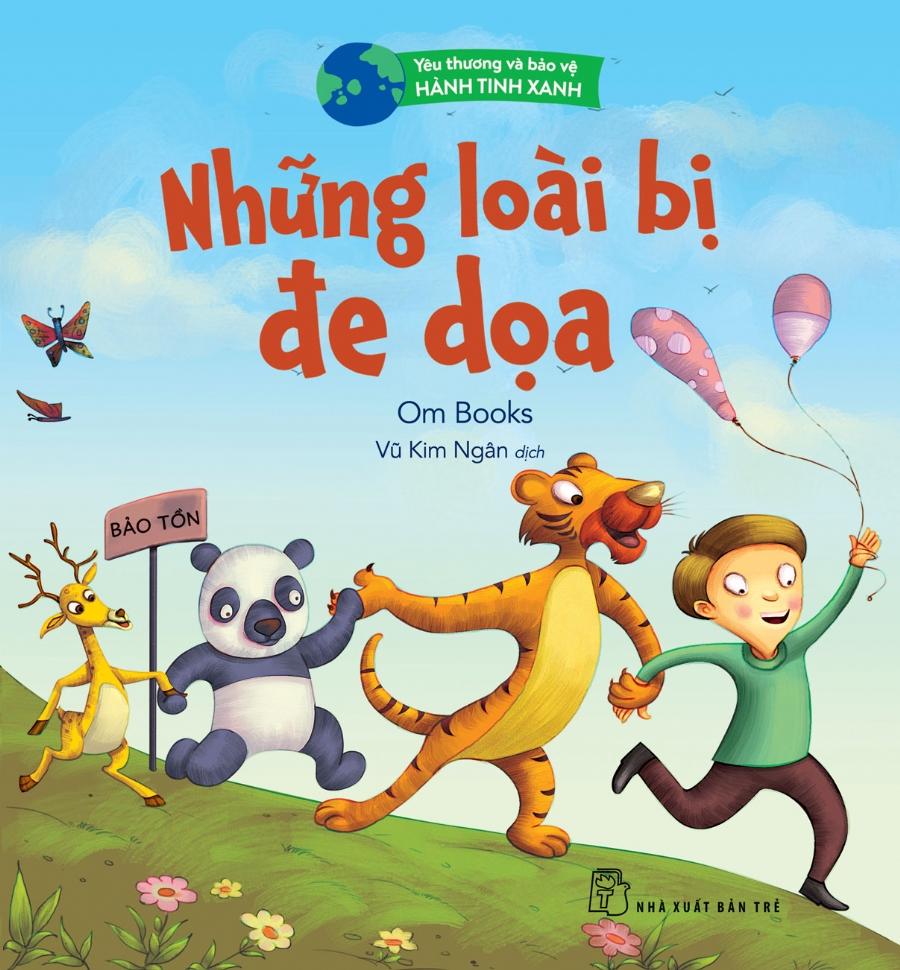 Yêu thương và bảo vệ
HÀNH TINH XANH
Những loài bị
đe dọa
Om Books
Vũ Kim Ngân dịch
BẢO TỒN
T
NHÀ XUẤT BẢN TRẺ